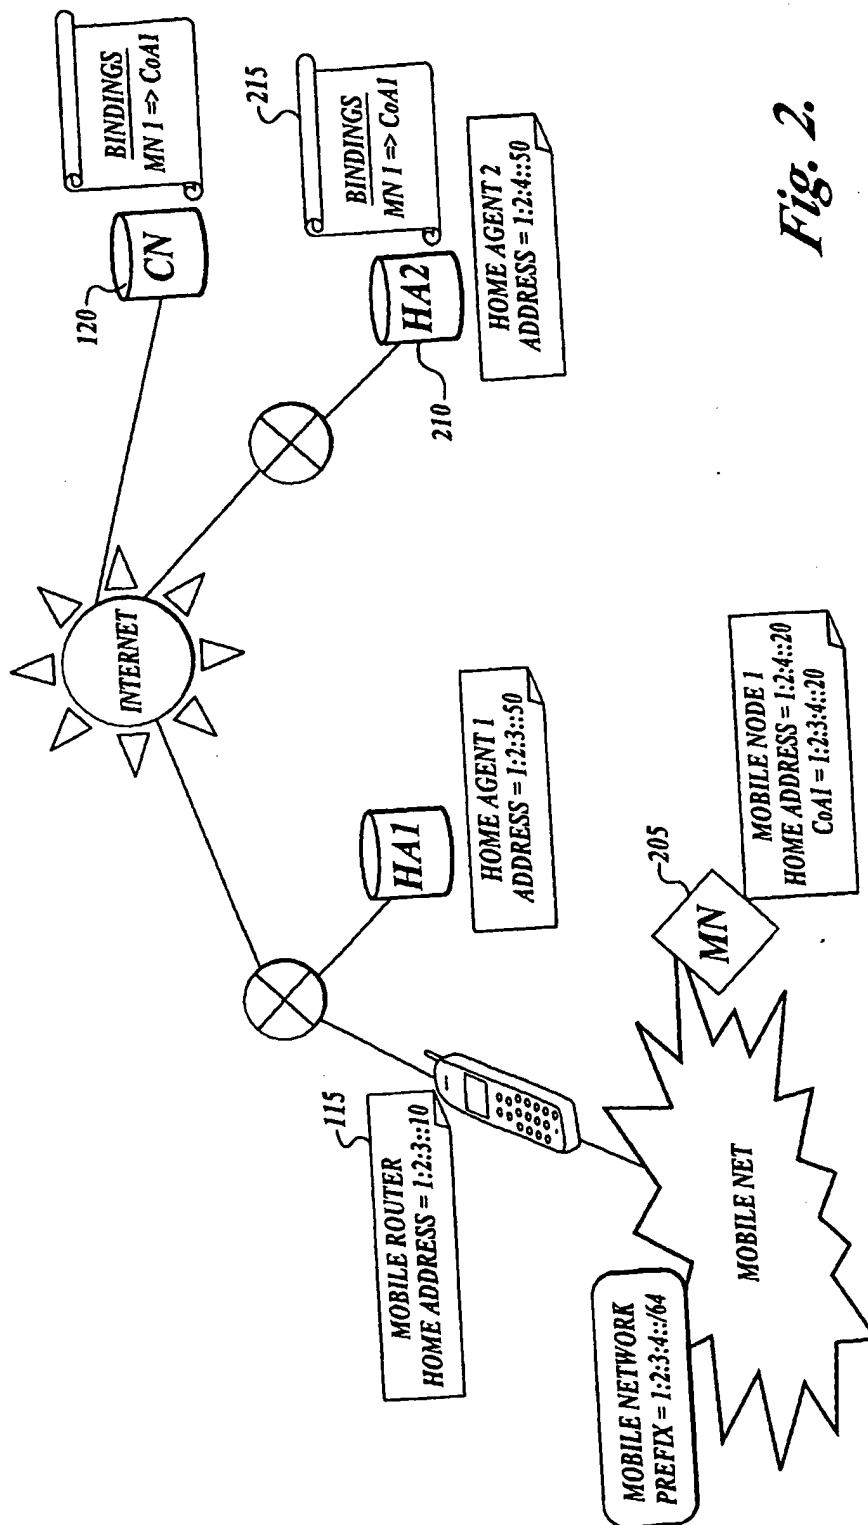 120
CN
BINDINGS
MN 1 => CoA1
INTERNET
215
BINDINGS
MN 1 => CoA1
HA2
210
HOME AGENT 2
ADDRESS = 1:2:4::50
HA1
HOME AGENT 1
ADDRESS = 1:2:3::50
115
MOBILE ROUTER
HOME ADDRESS = 1:2:3::10
205
MN
MOBILE NODE 1
HOME ADDRESS = 1:2:4::20
CoA1 = 1:2:3:4::20
MOBILE NETWORK
PREFIX = 1:2:3:4::/64
MOBILE NET
Fig. 2.